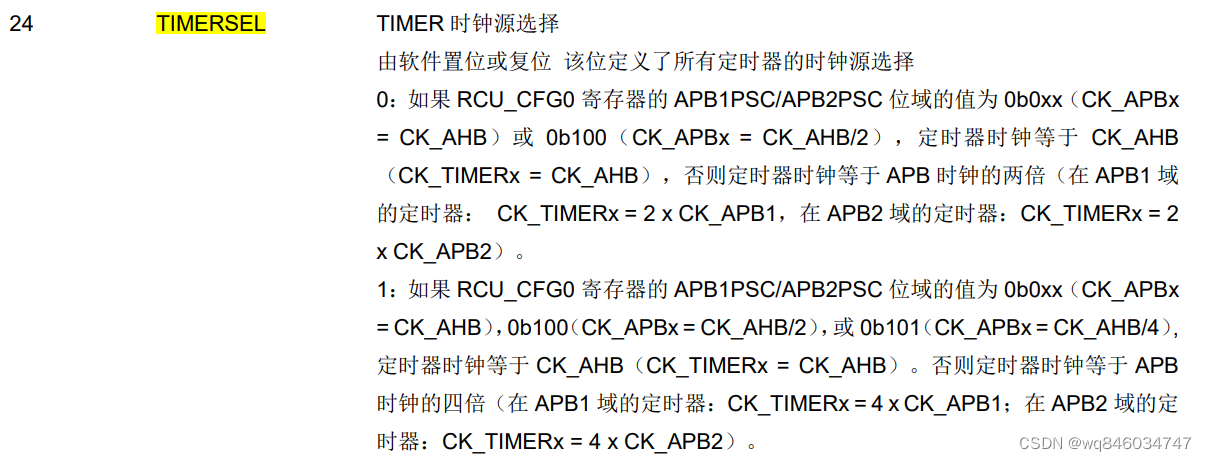 24 TIMERSEL TIMER 时钟源选择
由软件置位或复位 该位定义了所有定时器的时钟源选择
0：如果 RCU_CFG0 寄存器的 APB1PSC/APB2PSC 位域的值为 0b0xx（CK_APBx
= CK_AHB）或 0b100（CK_APBx = CK_AHB/2），定时器时钟等于 CK_AHB
（CK_TIMERx = CK_AHB），否则定时器时钟等于 APB 时钟的两倍（在 APB1 域
的定时器： CK_TIMERx = 2 x CK_APB1，在 APB2 域的定时器：CK_TIMERx = 2
x CK_APB2）。
1：如果 RCU_CFG0 寄存器的 APB1PSC/APB2PSC 位域的值为 0b0xx（CK_APBx
= CK_AHB），0b100（CK_APBx = CK_AHB/2），或 0b101（CK_APBx = CK_AHB/4），
定时器时钟等于 CK_AHB（CK_TIMERx = CK_AHB）。否则定时器时钟等于 APB
时钟的四倍（在 APB1 域的定时器：CK_TIMERx = 4 x CK_APB1；在 APB2 域的定
时器：CK_TIMERx = 4 x CK_APB2）。
CSDN @wq846034747